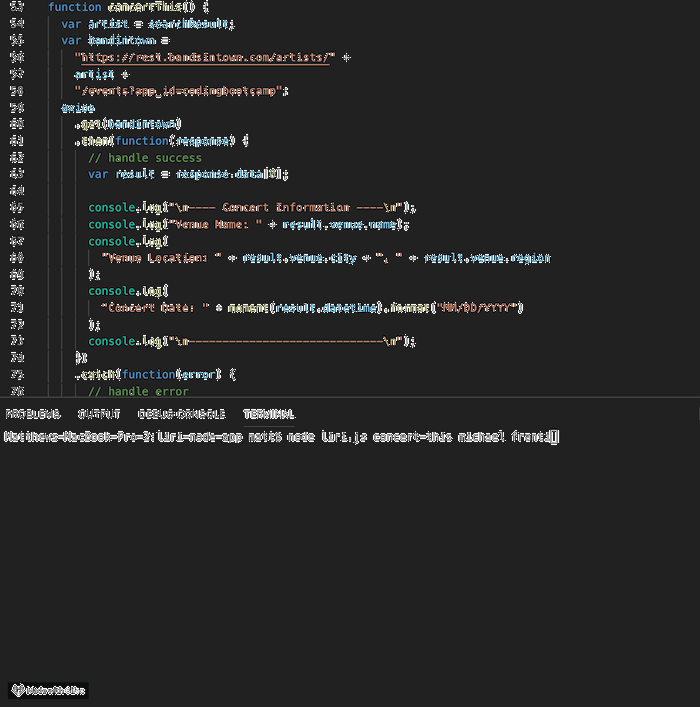 53 function concertThis() {
54 var artist = searchResult;
55 var bandintown =
56 "https://rest.bandsintown.com/artists/" +
57 artist +
58 "/events?app_id=codingbootcamp";
59 axios
60 .get(bandintown)
61 .then(function(response) {
62 // handle success
63 var result = response.data[0];
64
65 console.log("\n---- Concert Information ----\n");
66 console.log("Venue Name: " + result.venue.name);
67 console.log(
68 "Venue Location: " + result.venue.city + ", " + result.venue.region
69 );
70 console.log(
71 "Concert Date: " + moment(result.datetime).format("MM/DD/YYYY")
72 );
73 console.log("\n-----------------------------\n");
74 })
75 .catch(function(error) {
76 // handle error
PROBLEMS OUTPUT DEBUG CONSOLE TERMINAL
Matthews-MacBook-Pro-3:liri-node-app matt$ node liri.js concert-this michael franti